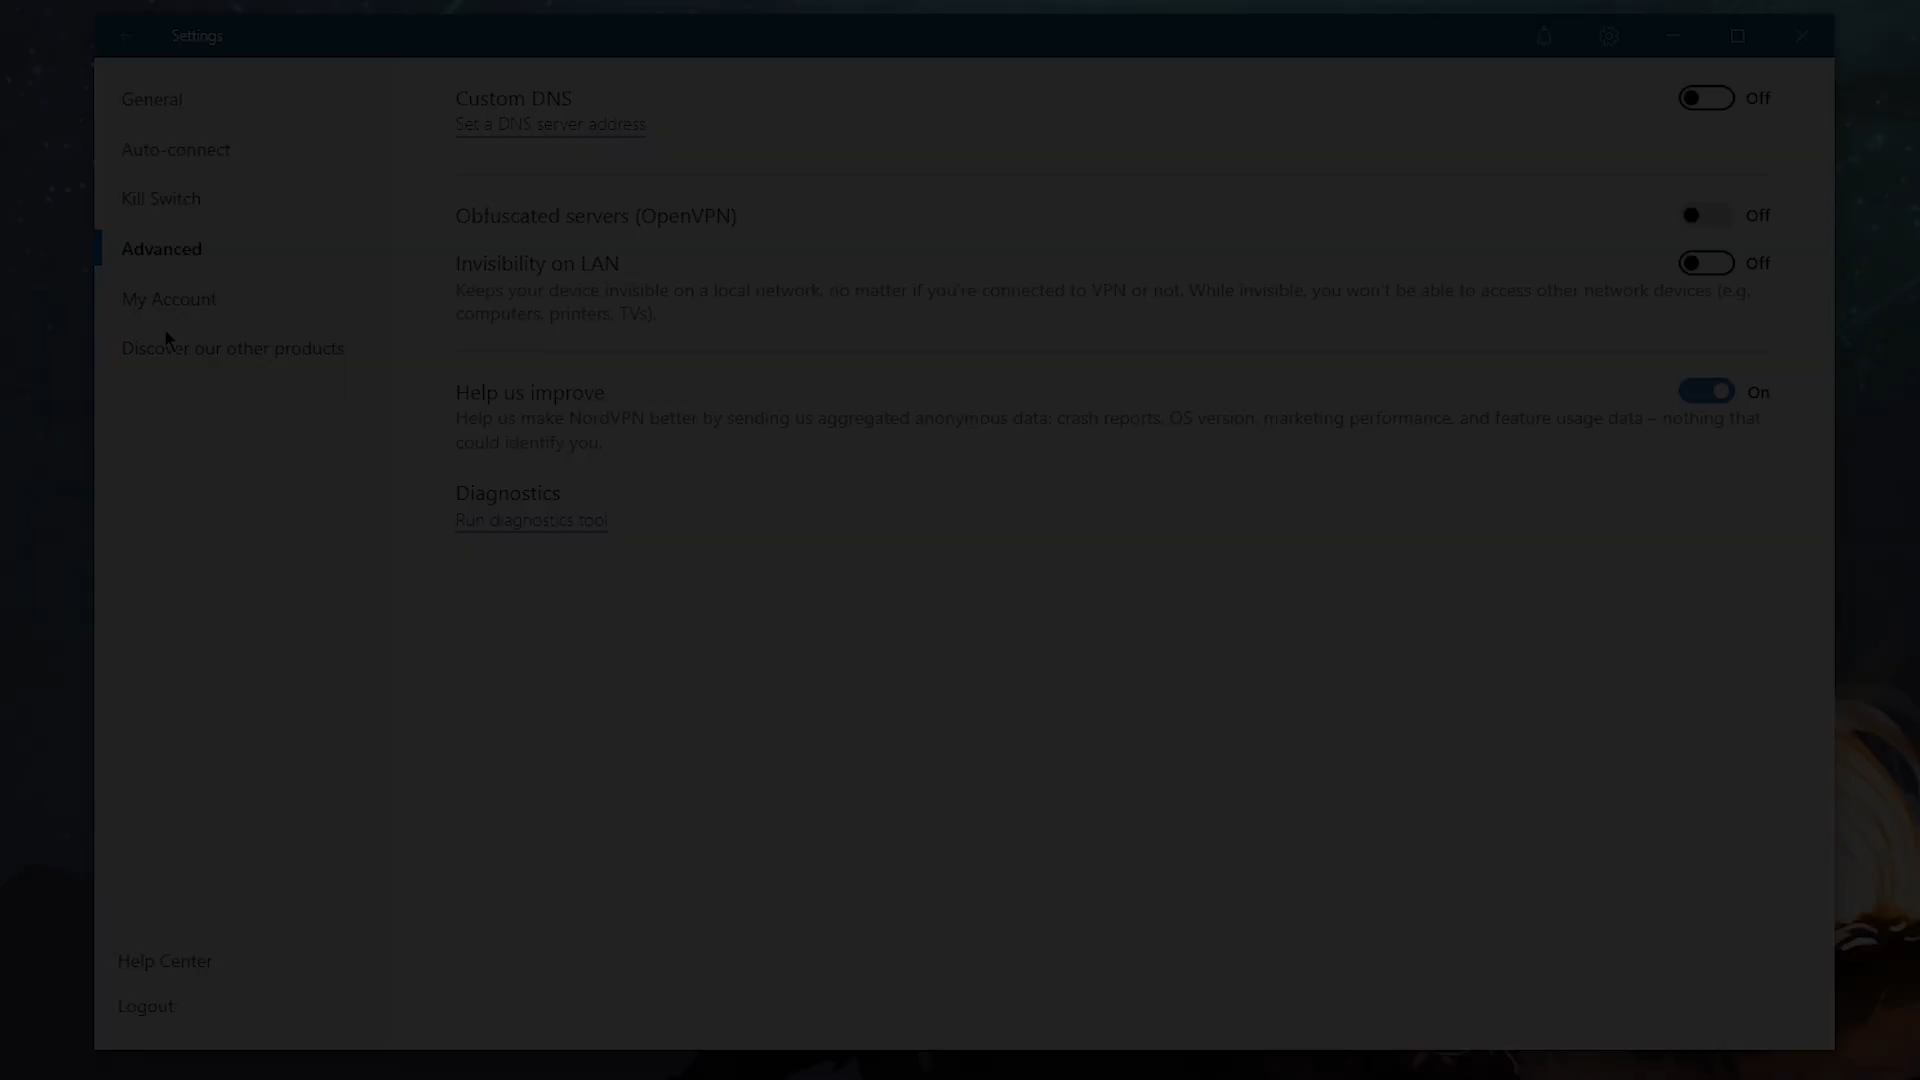 Settings
General
Auto-connect
Kill Switch
Advanced
My Account
Discover our other products
Help Center
Logout
Custom DNS
Off
Set a DNS server address
Obfuscated servers (OpenVPN)
Off
Invisibility on LAN
Off
Keeps your device invisible on a local network, no matter if you're connected to VPN or not. While invisible, you won't be able to access other network devices (e.g.
computers, printers, TVs).
Help us improve
On
Help us make NordVPN better by sending us aggregated anonymous data: crash reports, OS version, marketing performance, and feature usage data – nothing that
could identify you.
Diagnostics
Run diagnostics tool